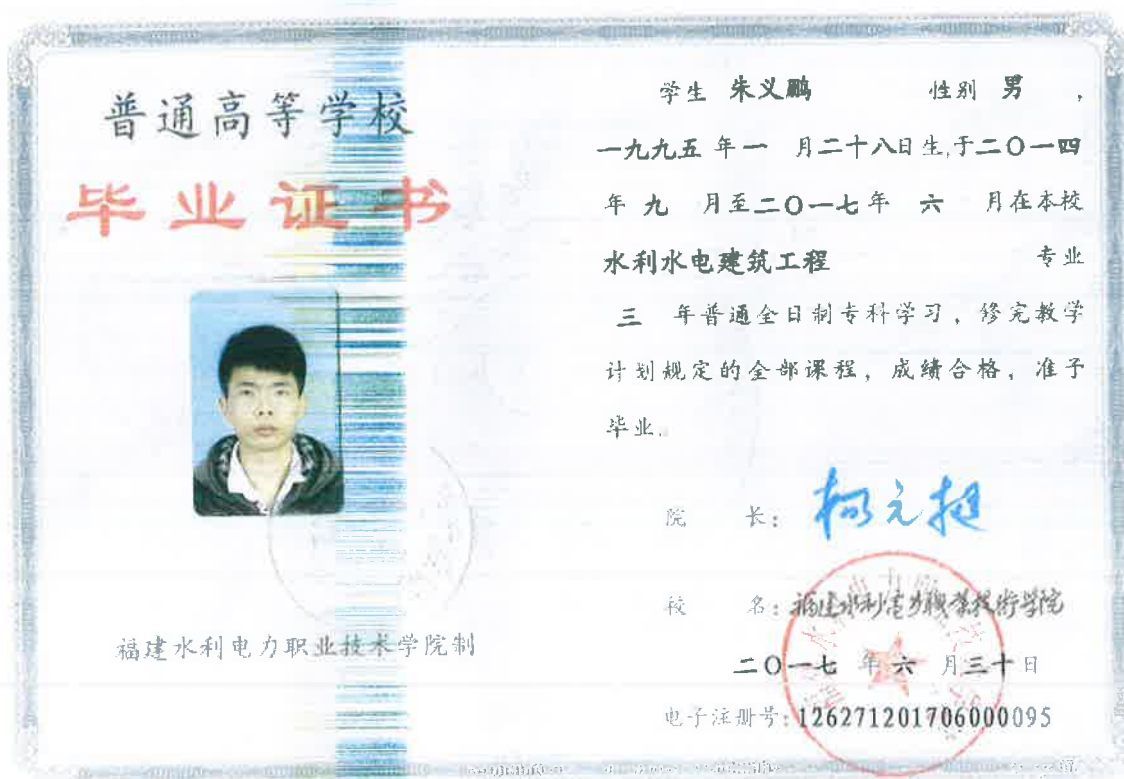 普通高等学校
毕业证书
福建水利电力职业技术学院制
学生 朱义鹏 性别 男 ,
一九九五 年 一 月二十八日生,于二〇一四
年 九 月至二〇一七年 六 月在本校
水利水电建筑工程 专业
三 年普通全日制专科学习，修完教学
计划规定的全部课程，成绩合格，准予
毕业。
院 长: 柯立挺
校 名: 福建水利电力职业技术学院
二〇一七 年 六 月三十日
电子注册号: 126271201706000095